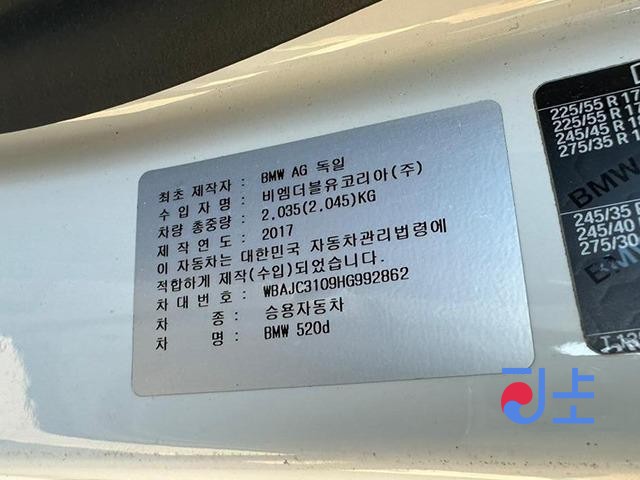 최초 제작자 : BMW AG 독일
수 입 자 명 : 비엠더블유코리아(주)
차량 총중량 : 2,035(2,045)KG
제 작 연 도 : 2017
이 자동차는 대한민국 자동차관리법령에
적합하게 제작(수입)되었습니다.
차 대 번 호 : WBAJC3109HG992862
차 종 : 승용자동차
차 명 : BMW 520d
225/55 R 17
225/55 R
245/45 R
275/35 R
BMW
245/35
245/40
275/30